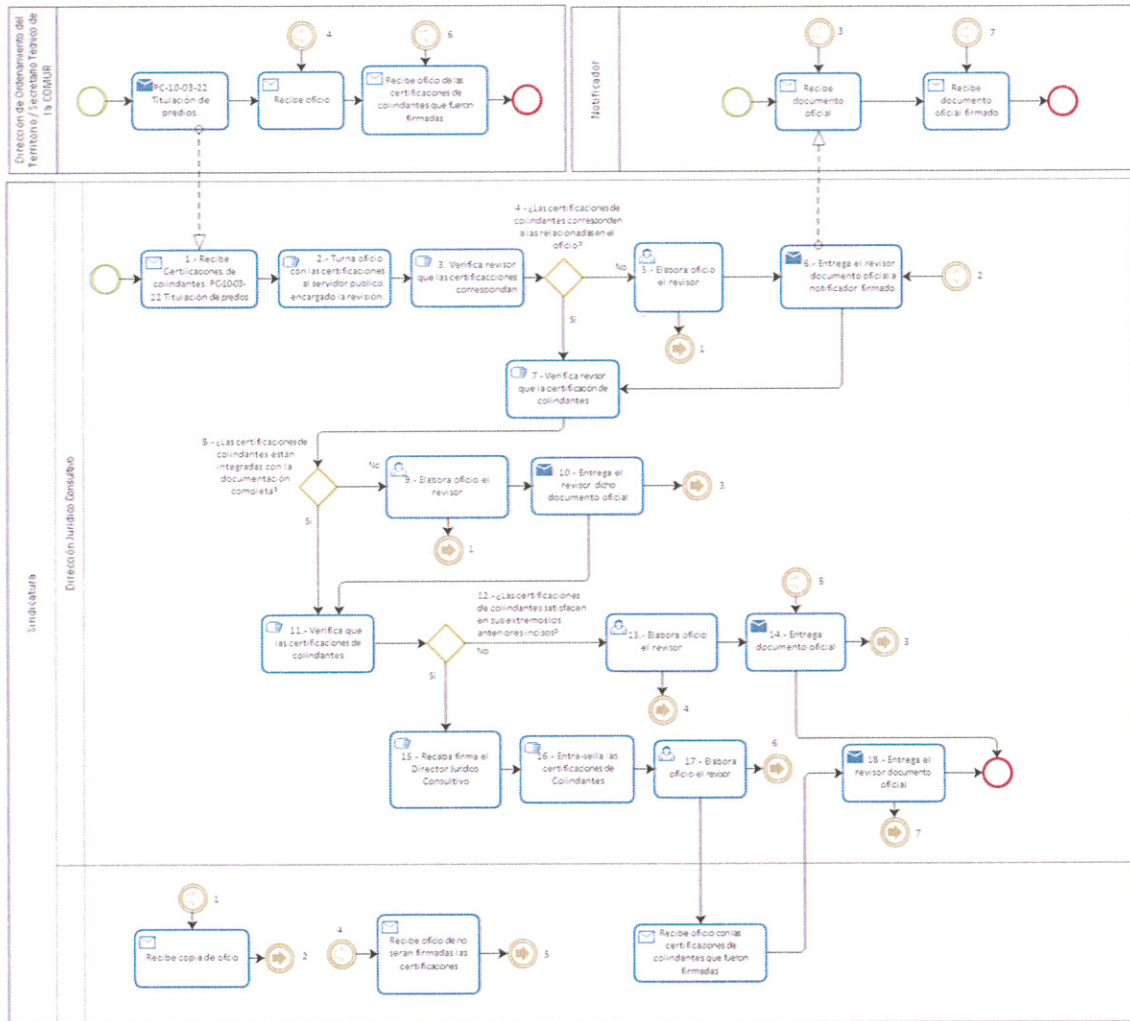 Dirección de Ordenamiento del
Territorio / Secretario Técnico de
la COMUR
PC-10-03-22
Titulación de
predios
4
Recibe oficio
6
Recibe oficio de las
certificaciones de
colindantes que fueron
firmadas
Notificador
3
Recibe
documento
oficial
7
Recibe
documento
oficial firmado
Sindicatura
Dirección Jurídico Consultivo
1.- Recibe
Certificaciones de
colindantes. PC-10-03-
22 Titulación de predios
2.- Turna oficio
con las certificaciones
al servidor publico,
encargado la revisión.
3. Verifica revisor
que las certificacciones
correspondan
4.- ¿Las certificaciones de
colindantes corresponden
a las relacionadas en el
oficio?
No
Si
5.- Elabora oficio
el revisor
1
6.- Entrega el revisor
documento oficial a
notificador firmado
2
7.- Verifica revisor
que la certificación de
colindantes
8.- ¿Las certificaciones de
colindantes estan
integradas con la
documentación
completa?
No
Si
9.- Elabora oficio el
revisor
1
10.- Entrega el
revisor dicho
documento oficial
3
11.- Verifica que
las certificaciones de
colindantes
12.- ¿Las certificaciones
de colindantes satisfacen
en sus extremos los
anteriores incisos?
No
Si
13.- Elabora oficio
el revisor
4
5
14.- Entrega
documento oficial
3
15.- Recaba firma el
Director Jurídico
Consultivo
16.- Entre-sella las
certificaciones de
Colindantes
17.- Elabora
oficio el revisor
6
18.- Entrega el
revisor documento
oficial
7
1
Recibe copia de ofcio
2
4
Recibe oficio de no
seran firmadas las
certificaciones
5
Recibe oficio con las
certificaciones de
colindantes que fueron
firmadas